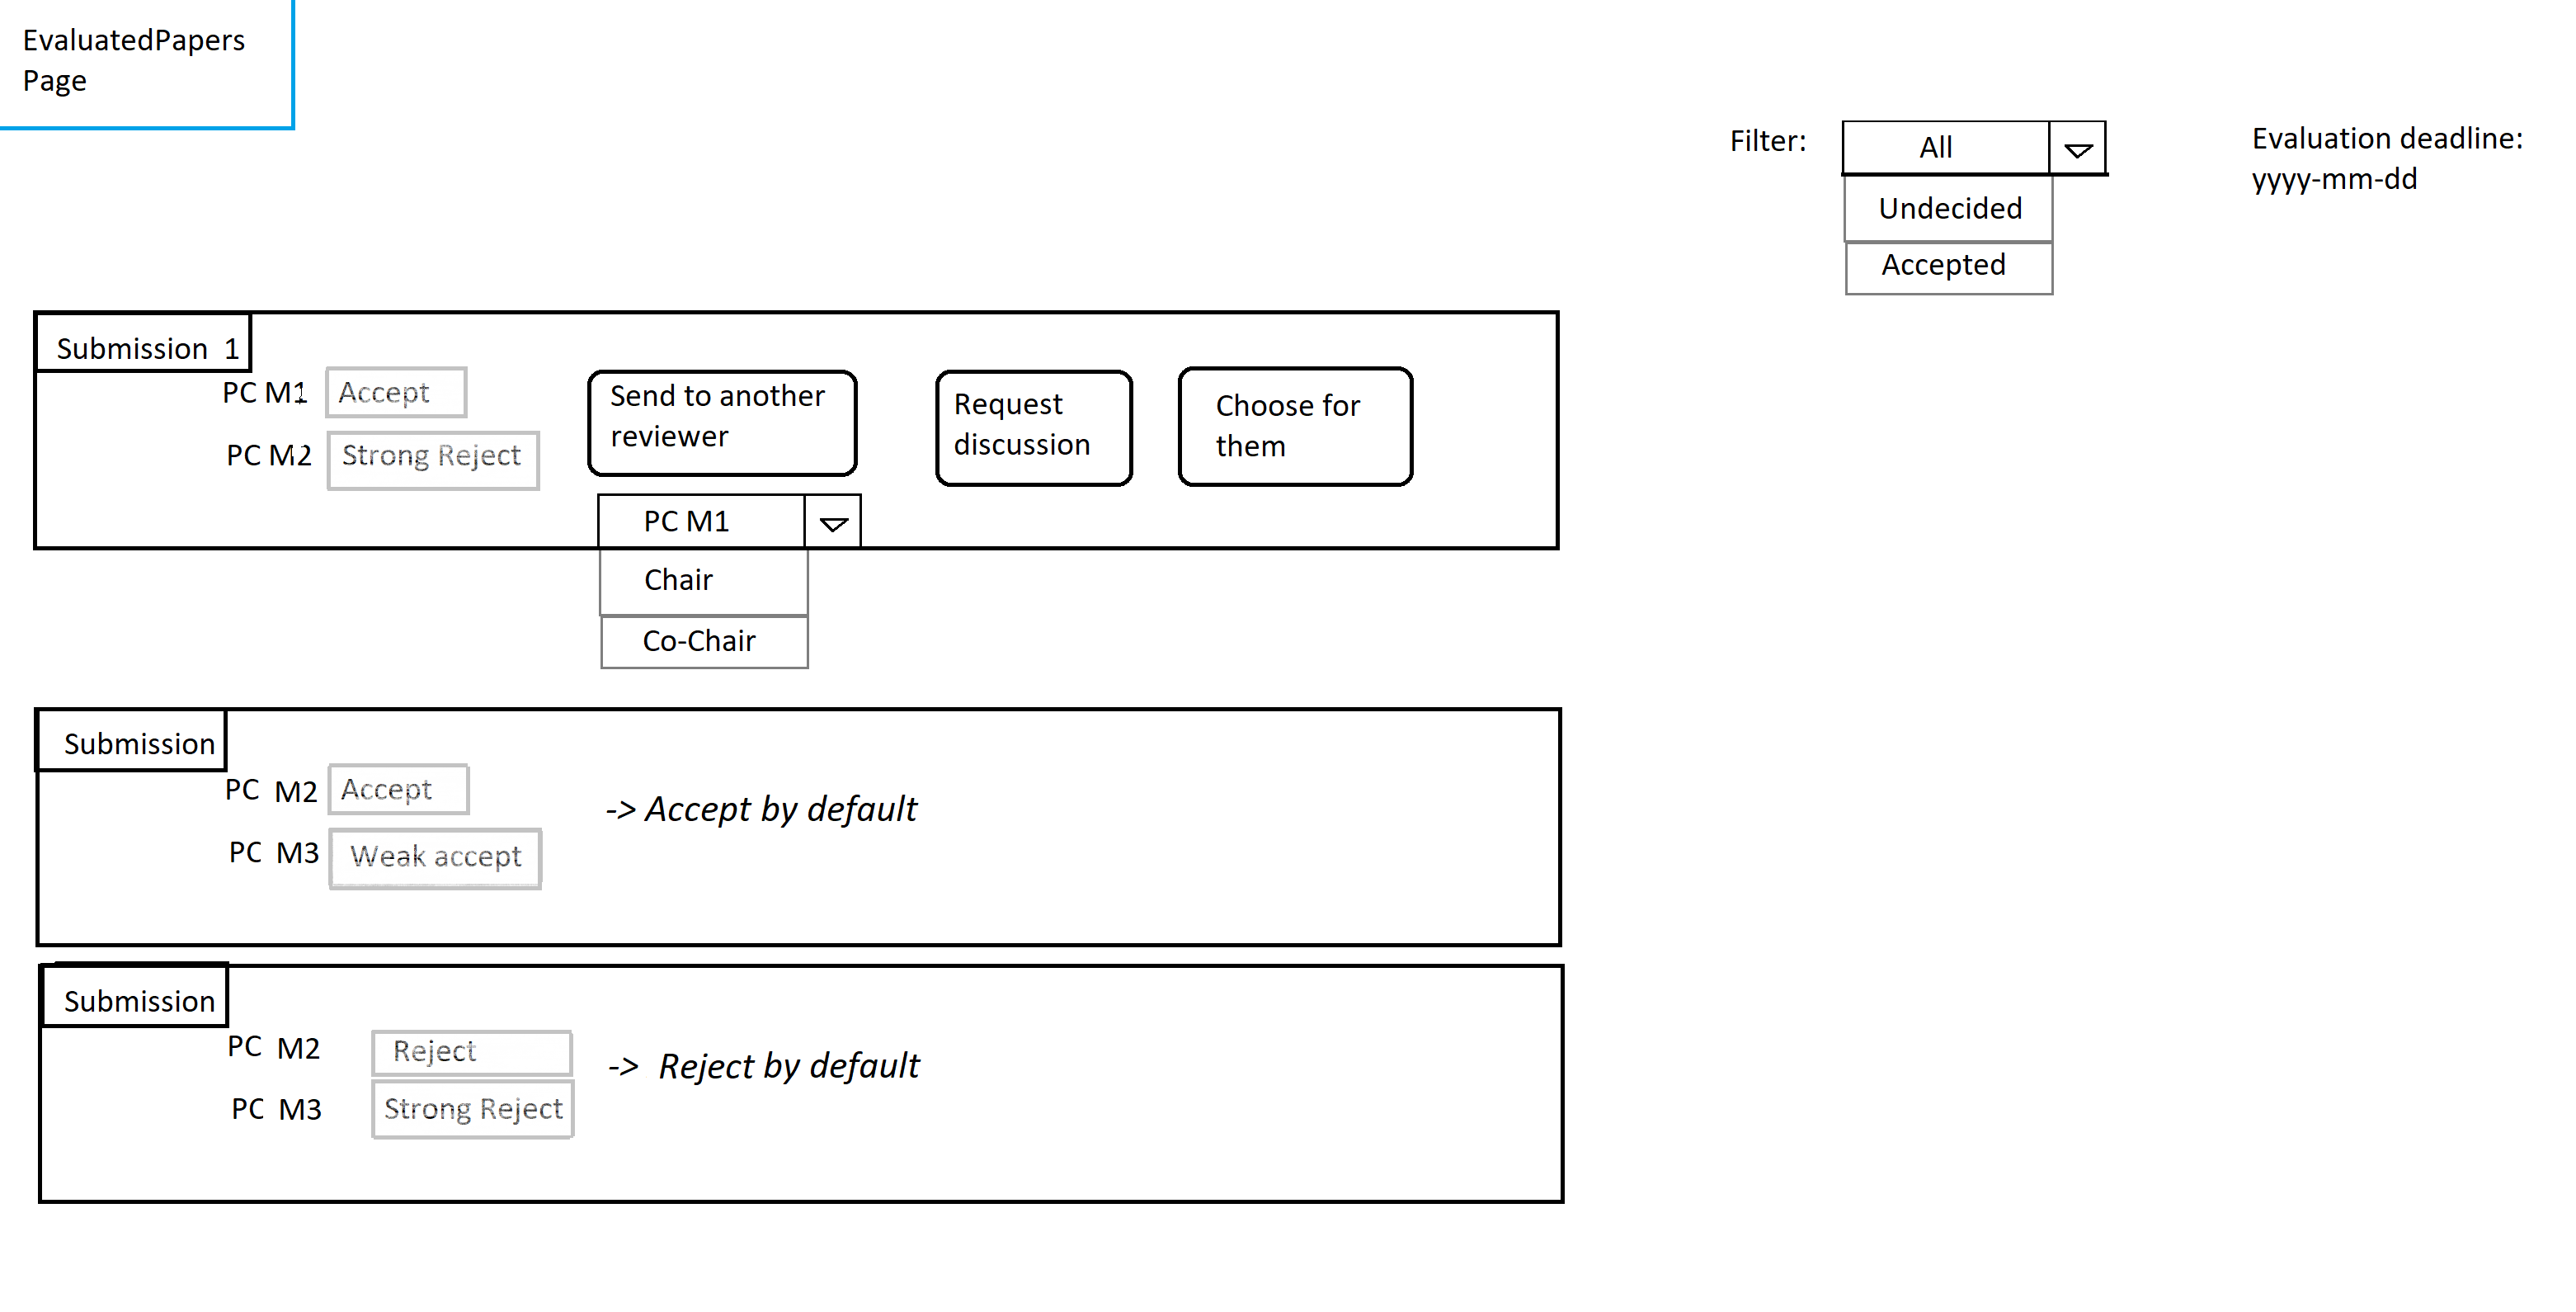 EvaluatedPapers
Page
Filter:
All
Undecided
Accepted
Evaluation deadline:
yyyy-mm-dd
Submission 1
PC M1 Accept
PC M2 Strong Reject
Send to another
reviewer
Request
discussion
Choose for
them
PC M1
Chair
Co-Chair
Submission
PC M2 Accept
PC M3 Weak accept
-> Accept by default
Submission
PC M2 Reject
PC M3 Strong Reject
-> Reject by default